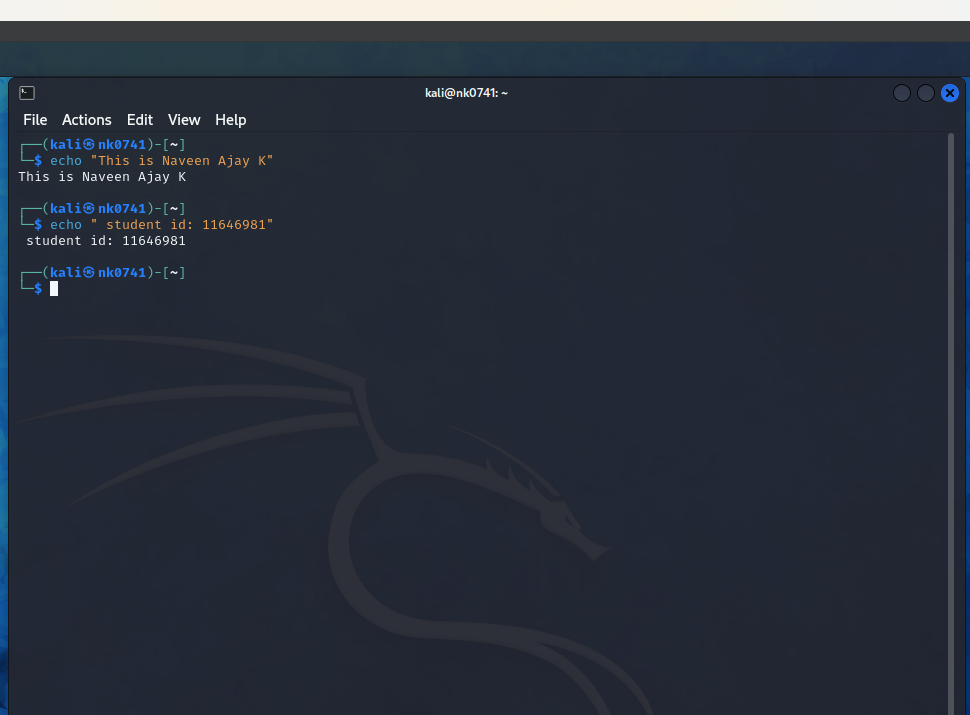 kali@nk0741: ~
File Actions Edit View Help
┌──(kali㉿nk0741)-[~]
└─$ echo "This is Naveen Ajay K"
This is Naveen Ajay K
┌──(kali㉿nk0741)-[~]
└─$ echo " student id: 11646981"
 student id: 11646981
┌──(kali㉿nk0741)-[~]
└─$